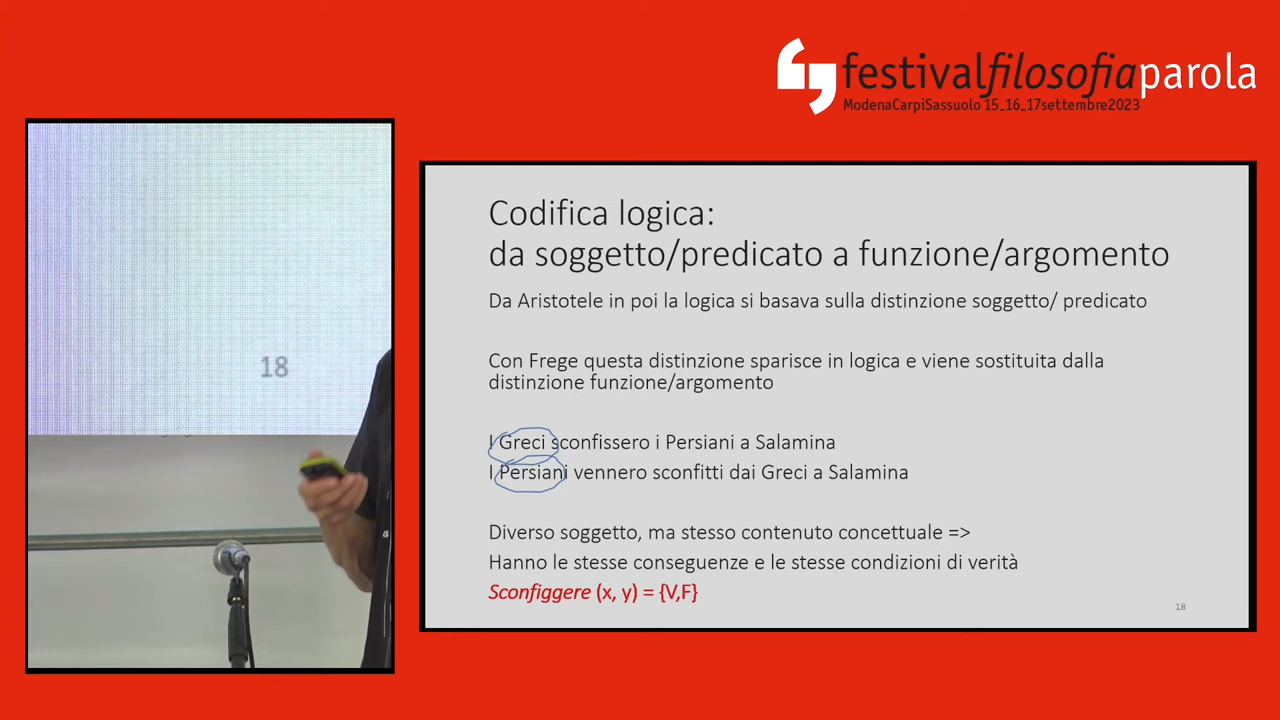 festivalfilosofiaparola
ModenaCarpiSassuolo 15_16_17settembre2023
18
Codifica logica:
da soggetto/predicato a funzione/argomento
Da Aristotele in poi la logica si basava sulla distinzione soggetto/ predicato
Con Frege questa distinzione sparisce in logica e viene sostituita dalla
distinzione funzione/argomento
I Greci sconfissero i Persiani a Salamina
I Persiani vennero sconfitti dai Greci a Salamina
Diverso soggetto, ma stesso contenuto concettuale =>
Hanno le stesse conseguenze e le stesse condizioni di verità
Sconfiggere (x, y) = {V,F}
18